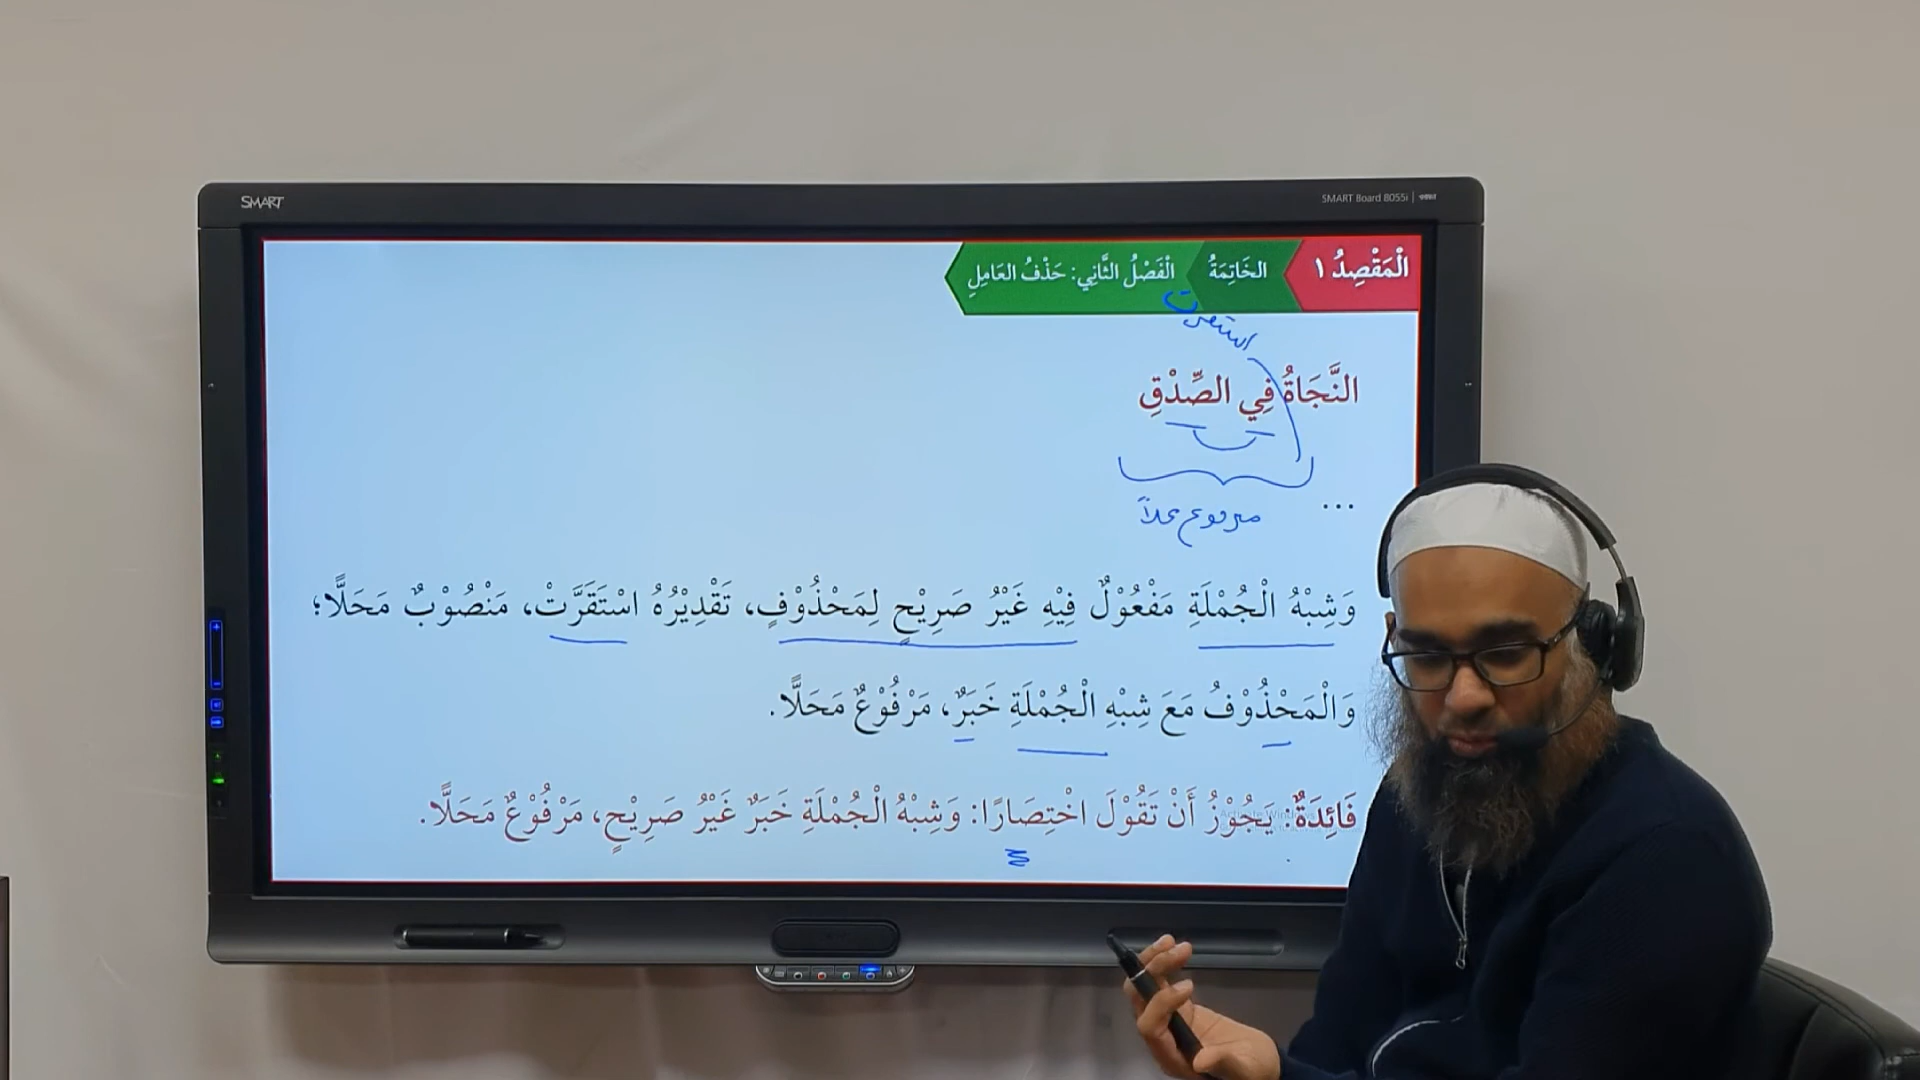 SMART
SMART Board 8055i
الْمَقْصِدُ ١
الخَاتِمَةُ
الْفَصْلُ الثَّانِي: حَذْفُ العَامِلِ
استقرت
النَّجَاةُ فِي الصِّدْقِ
مرفوع محلاً
...
وَشِبْهُ الْجُمْلَةِ مَفْعُوْلٌ فِيْهِ غَيْرُ صَرِيْحٍ لِمَحْذُوْفٍ، تَقْدِيْرُهُ اسْتَقَرَّتْ، مَنْصُوْبٌ مَحَلًّا؛
وَالْمَحْذُوْفُ مَعَ شِبْهِ الْجُمْلَةِ خَبَرٌ، مَرْفُوْعٌ مَحَلًّا.
فَائِدَةٌ: يَجُوْزُ أَنْ تَقُوْلَ اخْتِصَارًا: وَشِبْهُ الْجُمْلَةِ خَبَرٌ غَيْرُ صَرِيْحٍ، مَرْفُوْعٌ مَحَلًّا.